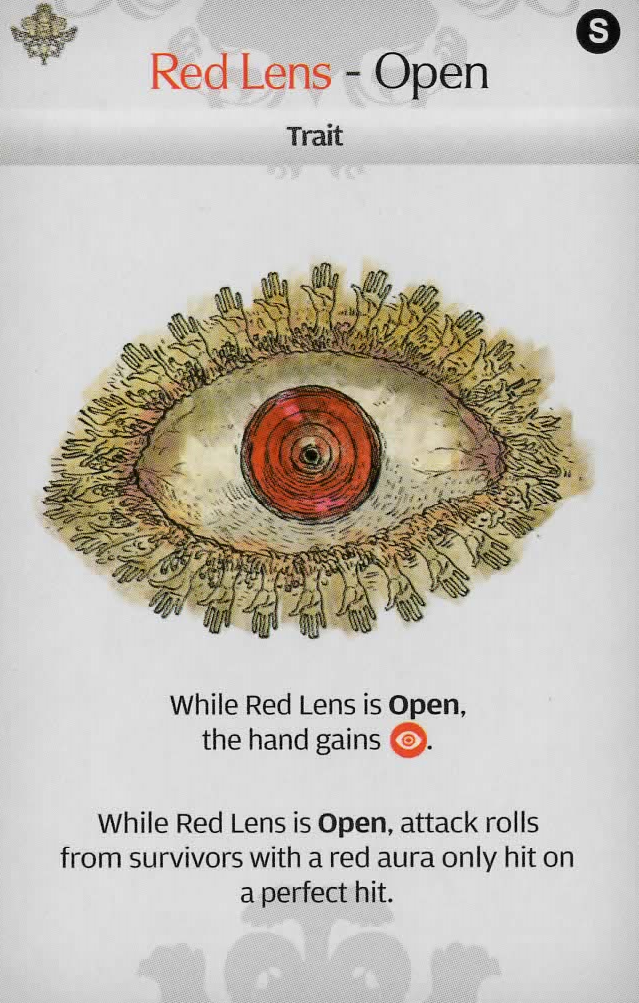 S
Red Lens - Open
Trait
While Red Lens is Open,
the hand gains .
While Red Lens is Open, attack rolls
from survivors with a red aura only hit on
a perfect hit.